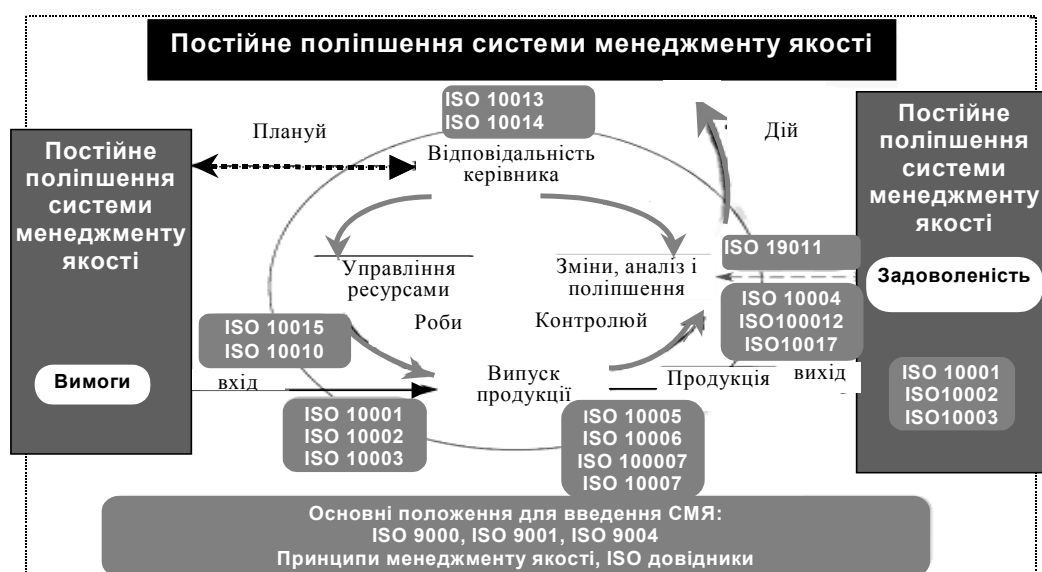 Постійне поліпшення системи менеджменту якості
Плануй
ISO 10013
ISO 10014
Дій
Постійне
поліпшення
системи
менеджменту
якості
Відповідальність
керівника
Постійне
поліпшення
системи
менеджменту
якості
Управління
ресурсами
Зміни, аналіз і
поліпшення
ISO 19011
Задоволеність
Роби
Контролюй
ISO 10004
ISO100012
ISO10017
ISO 10015
ISO 10010
Вимоги
вхід
Випуск
продукції
Продукція
вихід
ISO 10001
ISO10002
ISO10003
ISO 10001
ISO 10002
ISO 10003
ISO 10005
ISO 10006
ISO 100007
ISO 10007
Основні положення для введення СМЯ:
ISO 9000, ISO 9001, ISO 9004
Принципи менеджменту якості, ISO довідники